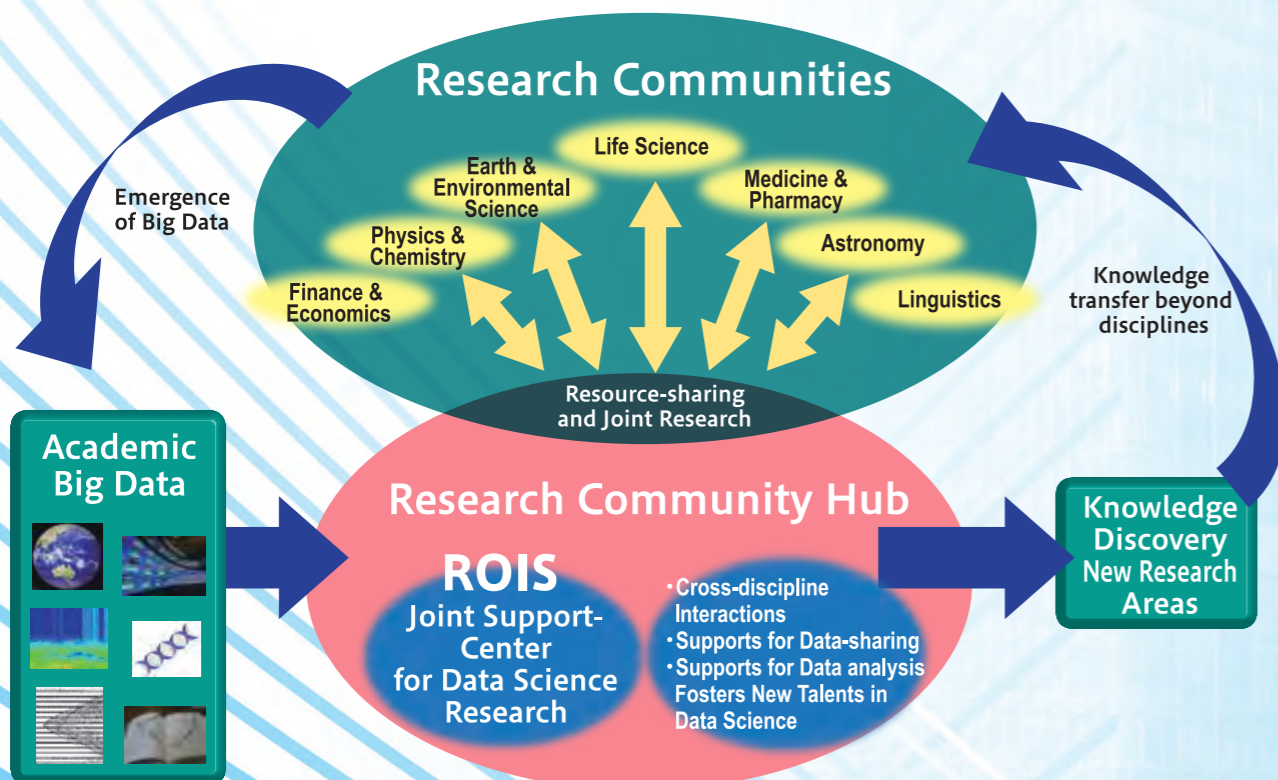 Research Communities
Life Science
Earth &
Environmental
Science
Medicine &
Pharmacy
Physics &
Chemistry
Astronomy
Finance &
Economics
Linguistics
Emergence
of Big Data
Knowledge
transfer beyond
disciplines
Resource-sharing
and Joint Research
Academic
Big Data
Research Community Hub
ROIS
Joint Support-
Center
for Data Science
Research
・Cross-discipline
Interactions
・Supports for Data-sharing
・Supports for Data analysis
Fosters New Talents in
Data Science
Knowledge
Discovery
New Research
Areas